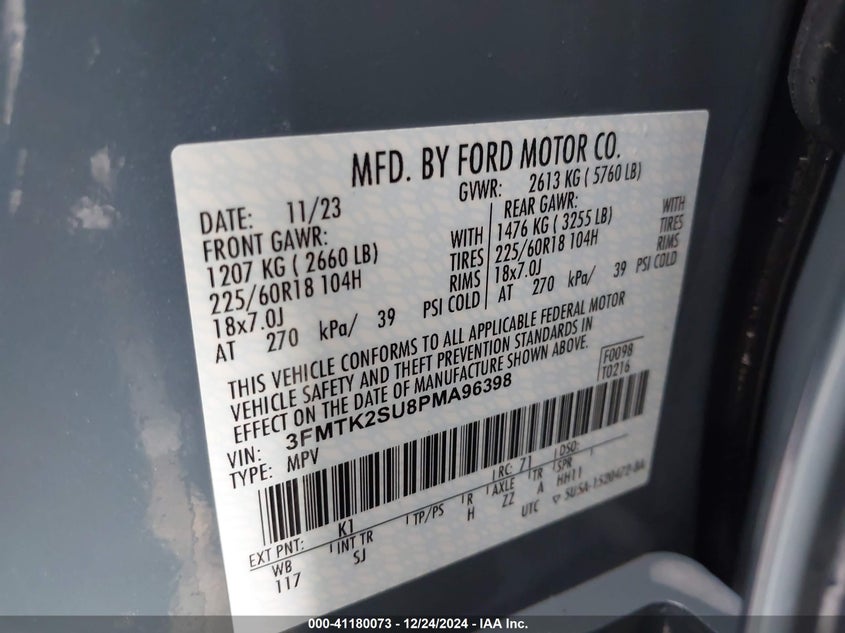 MFD. BY FORD MOTOR CO.
DATE: 11/23
GVWR: 2613 KG ( 5760 LB)
FRONT GAWR:
REAR GAWR:
1207 KG ( 2660 LB) WITH
1476 KG ( 3255 LB) WITH
225/60R18 104H TIRES
225/60R18 104H TIRES
18x7.0J RIMS
18x7.0J RIMS
AT 270 kPa/ 39 PSI COLD
AT 270 kPa/ 39 PSI COLD
THIS VEHICLE CONFORMS TO ALL APPLICABLE FEDERAL MOTOR
VEHICLE SAFETY AND THEFT PREVENTION STANDARDS IN
EFFECT ON THE DATE OF MANUFACTURE SHOWN ABOVE.
F0098
T0216
VIN: 3FMTK2SU8PMA96398
TYPE: MPV
EXT PNT: K1 RC: 71 DSO:
WB INT TR TP/PS R AXLE TR SPR
117 SJ H ZZ A HH11
UTC
000-41180073 — 12/24/2024 — IAA Inc.